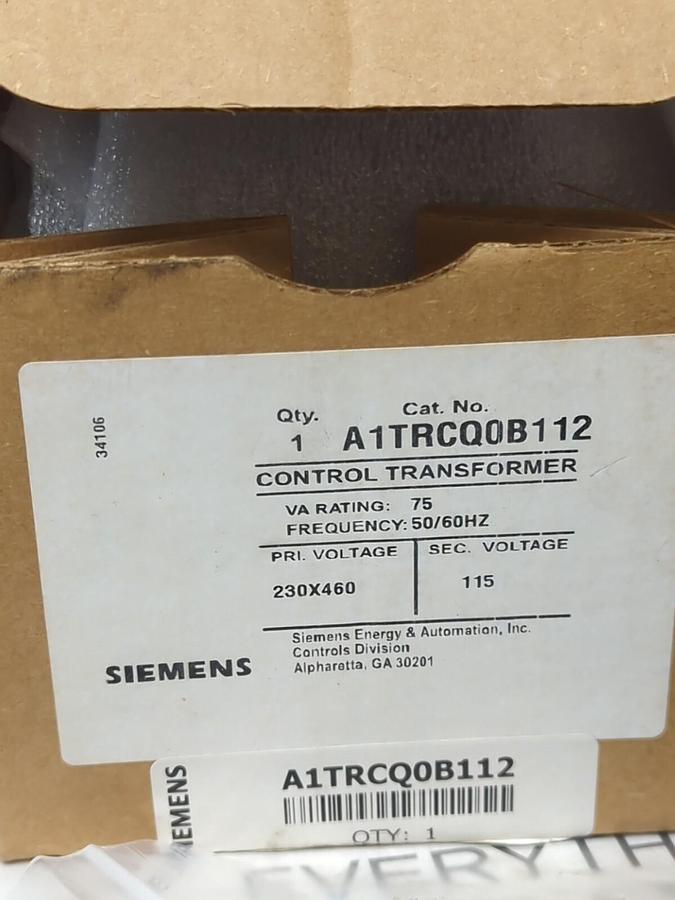 34106
Qty.
1
Cat. No.
A1TRCQ0B112
CONTROL TRANSFORMER
VA RATING: 75
FREQUENCY: 50/60HZ
PRI. VOLTAGE
SEC. VOLTAGE
230X460
115
Siemens Energy & Automation, Inc.
Controls Division
Alpharetta, GA 30201
SIEMENS
A1TRCQ0B112
QTY: 1